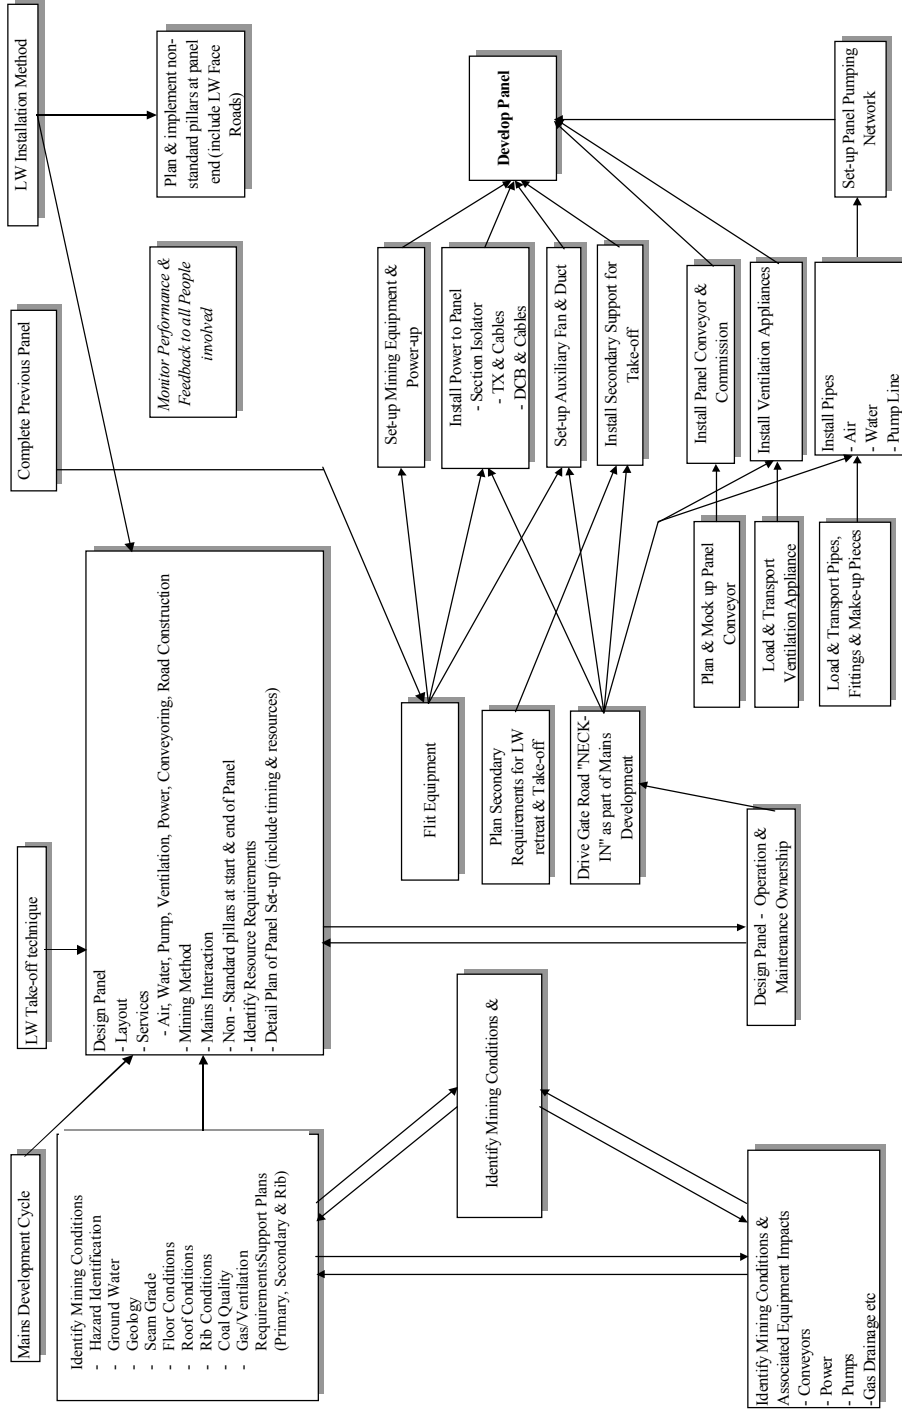 Mains Development Cycle
LW Take-off technique
Complete Previous Panel
LW Installation Method
Identify Mining Conditions
- Hazard Identification
- Ground Water
- Geology
- Seam Grade
- Floor Conditions
- Roof Conditions
- Rib Conditions
- Coal Quality
- Gas/Ventilation
RequirementsSupport Plans
(Primary, Secondary & Rib)
Design Panel
- Layout
- Services
- Air, Water, Pump, Ventilation, Power, Conveyoring, Road Construction
- Mining Method
- Mains Interaction
- Non - Standard pillars at start & end of Panel
- Identify Resource Requirements
- Detail Plan of Panel Set-up (include timing & resources)
Monitor Performance &
Feedback to all People
involved
Plan & implement non-
standard pillars at panel
end (include LW Face
Roads)
Identify Mining Conditions &
Flit Equipment
Plan Secondary
Requirements for LW
retreat & Take-off
Drive Gate Road "NECK-
IN" as part of Mains
Development
Set-up Mining Equipment &
Power-up
Install Power to Panel
- Section Isolator
- TX & Cables
- DCB & Cables
Set-up Auxiliary Fan & Duct
Install Secondary Support for
Take-off
Develop Panel
Identify Mining Conditions &
Associated Equipment Impacts
- Conveyors
- Power
- Pumps
-Gas Drainage etc
Design Panel - Operation &
Maintenance Ownership
Plan & Mock up Panel
Conveyor
Load & Transport
Ventilation Appliance
Load & Transport Pipes,
Fittings & Make-up Pieces
Install Panel Conveyor &
Commission
Install Ventilation Appliances
Install Pipes
- Air
- Water
- Pump Line
Set-up Panel Pumping
Network